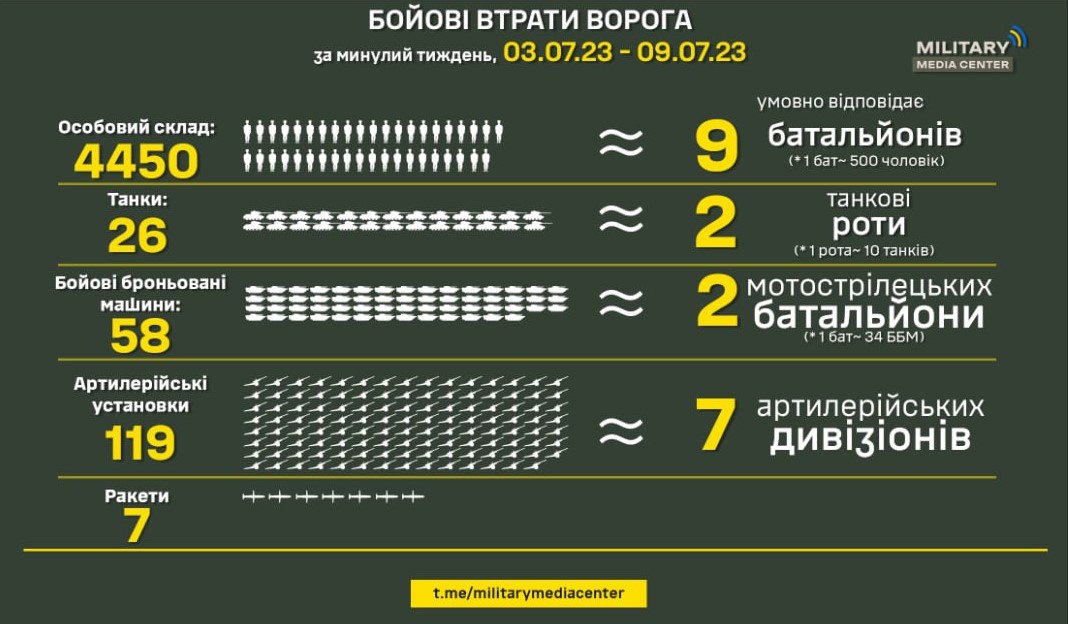 БОЙОВІ ВТРАТИ ВОРОГА
за минулий тиждень, 03.07.23 - 09.07.23
MILITARY
MEDIA CENTER
Особовий склад:
4450
≈
9
умовно відповідає
батальйонів
(*1 бат~ 500 чоловік)
Танки:
26
≈
2
танкові
роти
(*1 рота~ 10 танків)
Бойові броньовані
машини:
58
≈
2
мотострілецьких
батальйони
(*1 бат~ 34 ББМ)
Артилерійські
установки
119
≈
7
артилерійських
дивізіонів
Ракети
7
t.me/militarymediacenter